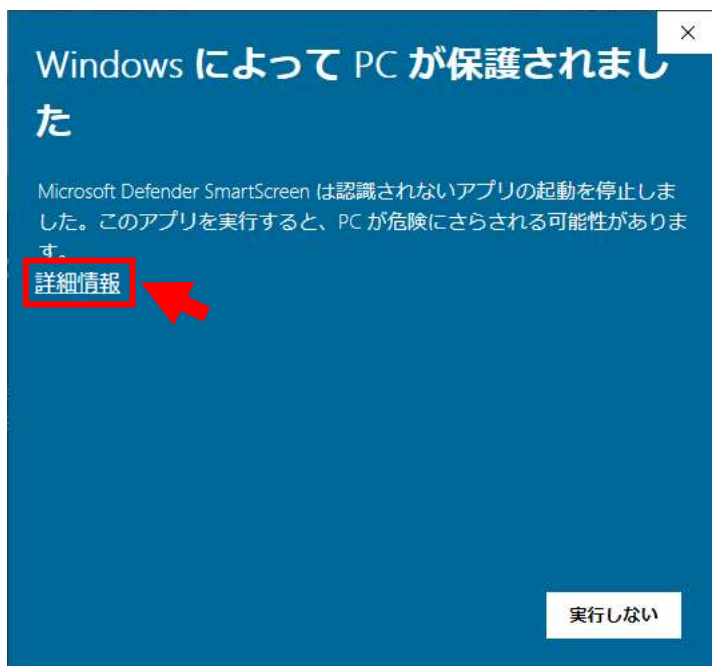 Windows によって PC が保護されまし
た
Microsoft Defender SmartScreen は認識されないアプリの起動を停止しま
した。このアプリを実行すると、PC が危険にさらされる可能性がありま
す。
詳細情報
実行しない